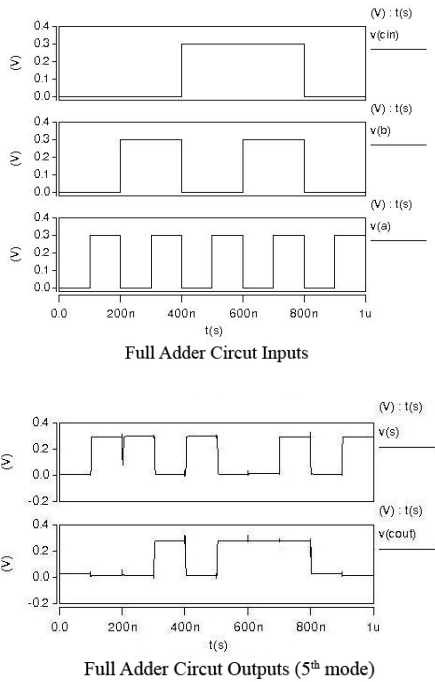 (V) : t(s)
v(cin)
0.4
0.3
0.2
0.1
0.0
(V)
(V) : t(s)
v(b)
0.4
0.3
0.2
0.1
0.0
(V)
(V) : t(s)
v(a)
0.4
0.3
0.2
0.1
0.0
(V)
0.0 200n 400n 600n 800n 1u
t(s)
Full Adder Circut Inputs
(V) : t(s)
v(s)
0.4
0.2
0.0
-0.2
(V)
(V) : t(s)
v(cout)
0.4
0.2
0.0
-0.2
(V)
0.0 200n 400n 600n 800n 1u
t(s)
Full Adder Circut Outputs (5th mode)